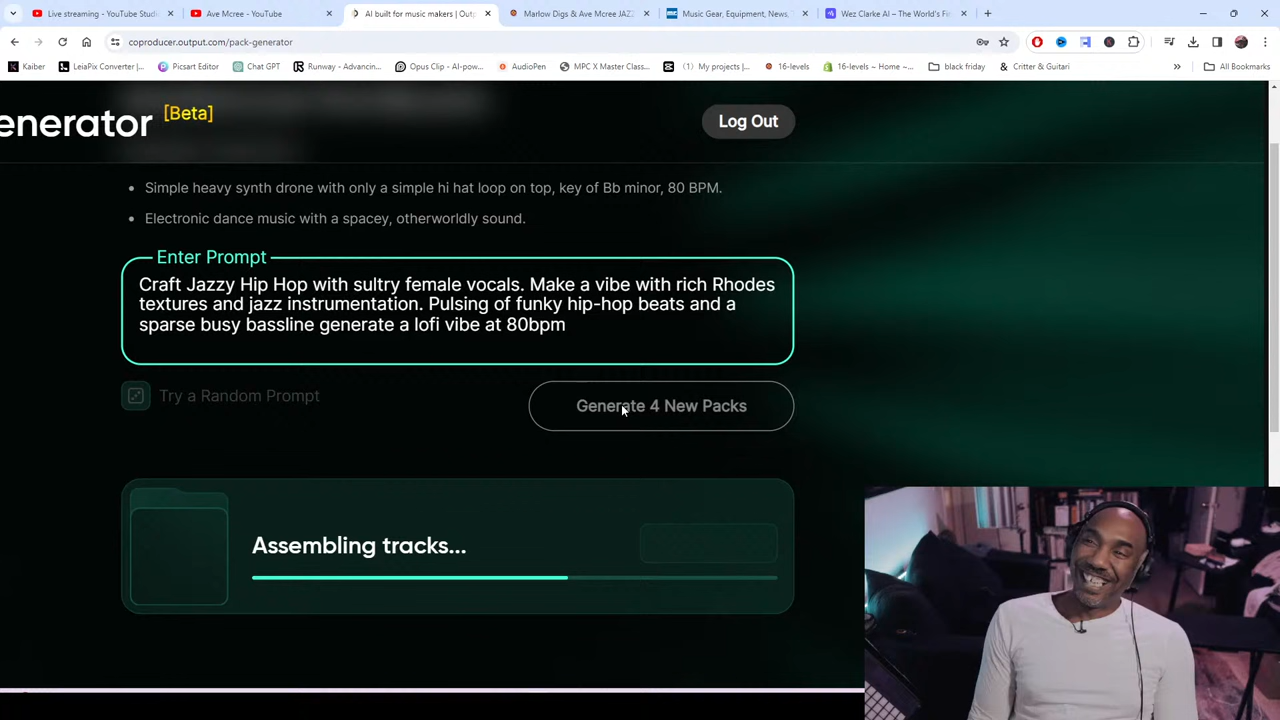 Live streaming - YouTube Studi
Ave Mcree - YouTube
AI built for music makers | Outp
Marlow Digs & Ave Mcree JAZZ
Music Gear, Equipment, News, T
Wez Clarke AI – The World's Fi
coproducer.output.com/pack-generator
Kaiber
LeiaPix Converter |...
Picsart Editor
Chat GPT
Runway - Advancin...
Opus Clip - AI-pow...
AudioPen
MPC X Master Class...
(1) My projects |...
16-levels
16-levels ~ Home ~...
black friday
Critter & Guitari
All Bookmarks
enerator [Beta]
Log Out
• Simple heavy synth drone with only a simple hi hat loop on top, key of Bb minor, 80 BPM.
• Electronic dance music with a spacey, otherworldly sound.
Enter Prompt
Craft Jazzy Hip Hop with sultry female vocals. Make a vibe with rich Rhodes
textures and jazz instrumentation. Pulsing of funky hip-hop beats and a
sparse busy bassline generate a lofi vibe at 80bpm
Try a Random Prompt
Generate 4 New Packs
Assembling tracks...